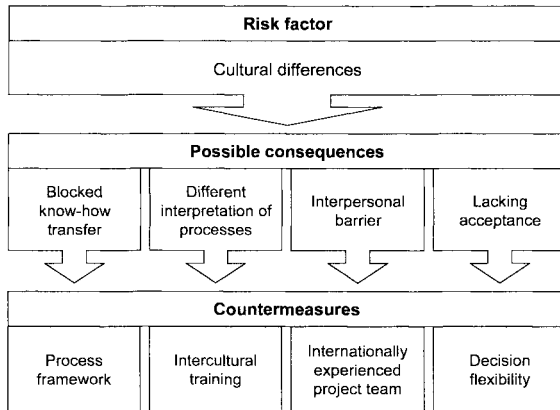 Risk factor
Cultural differences
Possible consequences
Blocked
know-how
transfer
Different
interpretation of
processes
Interpersonal
barrier
Lacking
acceptance
Countermeasures
Process
framework
Intercultural
training
Internationally
experienced
project team
Decision
flexibility